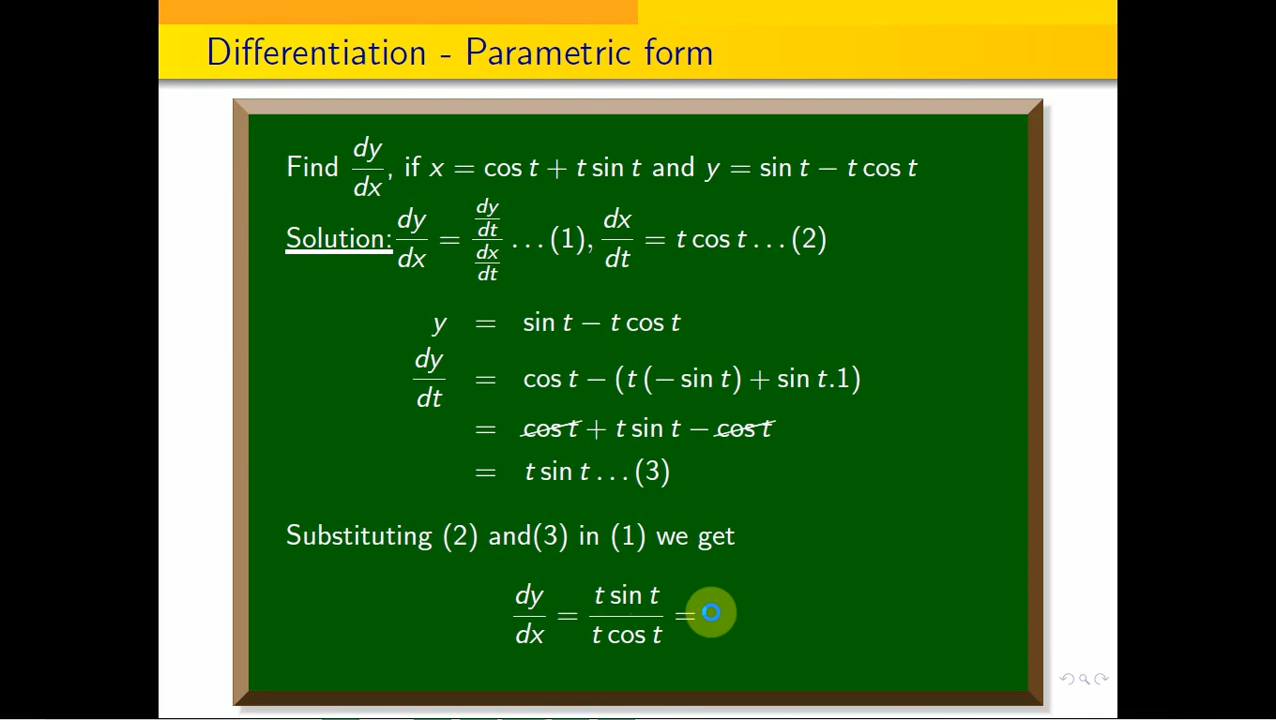 Differentiation - Parametric form
Find dy/dx, if x = cos t + t sin t and y = sin t − t cos t
Solution: dy/dx = (dy/dt)/(dx/dt) ...(1), dx/dt = t cos t ...(2)
y = sin t − t cos t
dy/dt = cos t − (t (− sin t) + sin t.1)
= cos t + t sin t − cos t
= t sin t ...(3)
Substituting (2) and(3) in (1) we get
dy/dx = t sin t / t cos t =